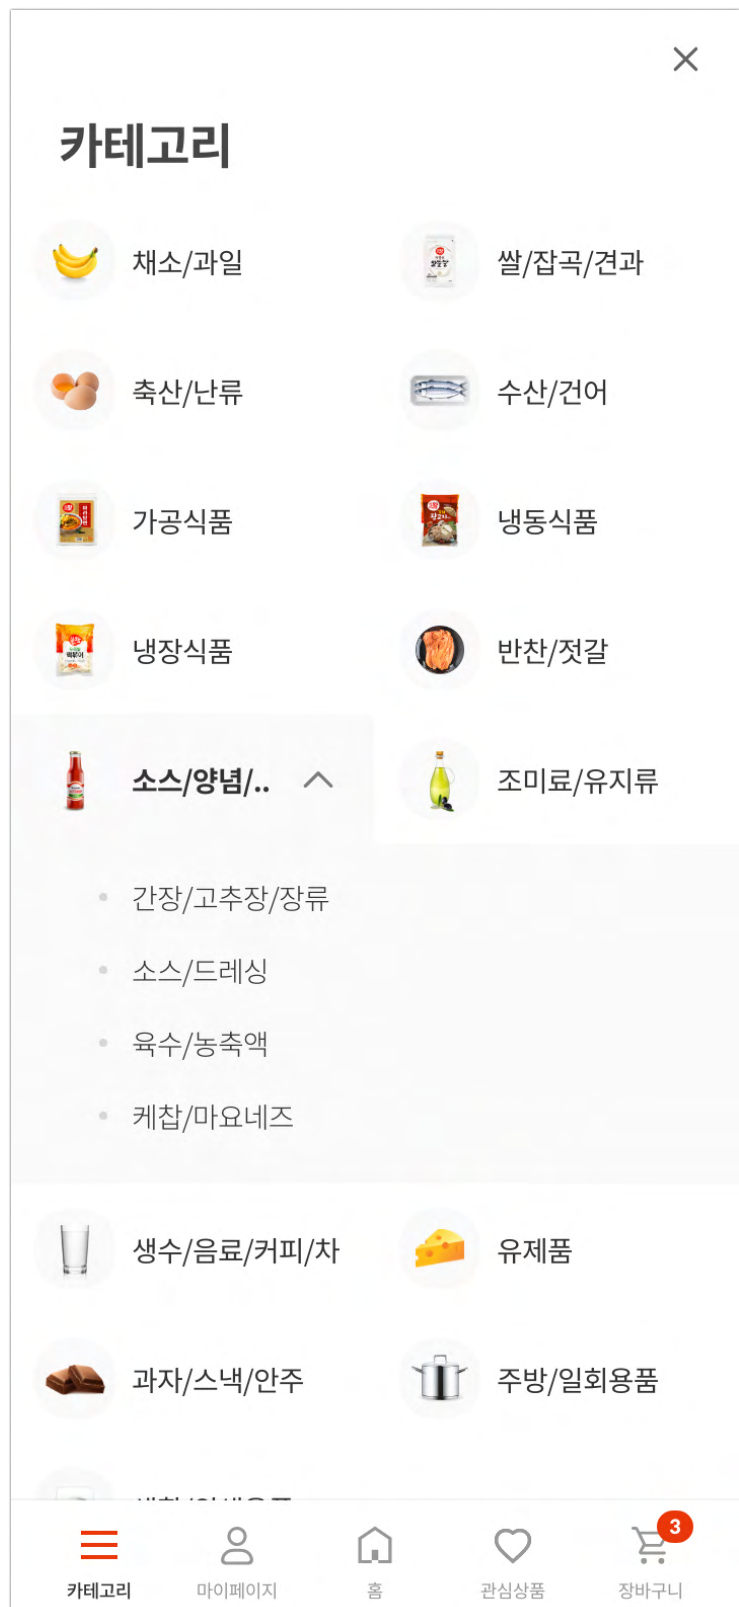 카테고리
채소/과일
쌀/잡곡/견과
축산/난류
수산/건어
가공식품
냉동식품
냉장식품
반찬/젓갈
소스/양념/..
조미료/유지류
간장/고추장/장류
소스/드레싱
육수/농축액
케찹/마요네즈
생수/음료/커피/차
유제품
과자/스낵/안주
주방/일회용품
3
카테고리
마이페이지
홈
관심상품
장바구니